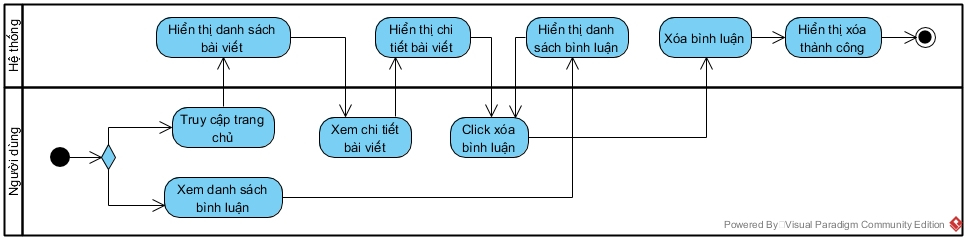 Hệ thống
Hiển thị danh sách
bài viết
Hiển thị chi
tiết bài viết
Hiển thị danh
sách bình luận
Xóa bình luận
Hiển thị xóa
thành công
Người dùng
Truy cập trang
chủ
Xem chi tiết
bài viết
Click xóa
bình luận
Xem danh sách
bình luận
Powered By Visual Paradigm Community Edition